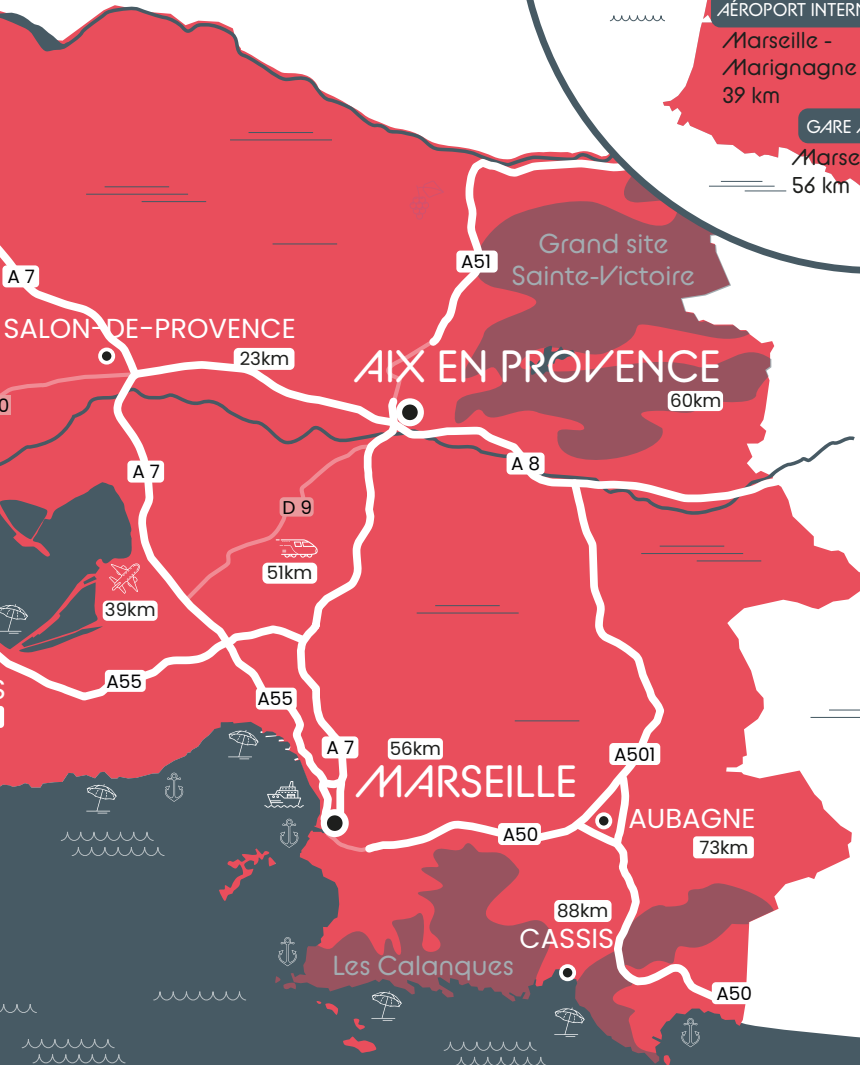 AÉROPORT INTERN
Marseille -
Marignagne
39 km
GARE
Marse
56 km
Grand site
Sainte-Victoire
A51
A 7
SALON-DE-PROVENCE
23km
AIX EN PROVENCE
60km
0
A 7
A 8
D 9
51km
39km
A55
S
A55
A 7
56km
A501
MARSEILLE
A50
AUBAGNE
73km
88km
CASSIS
Les Calanques
A50